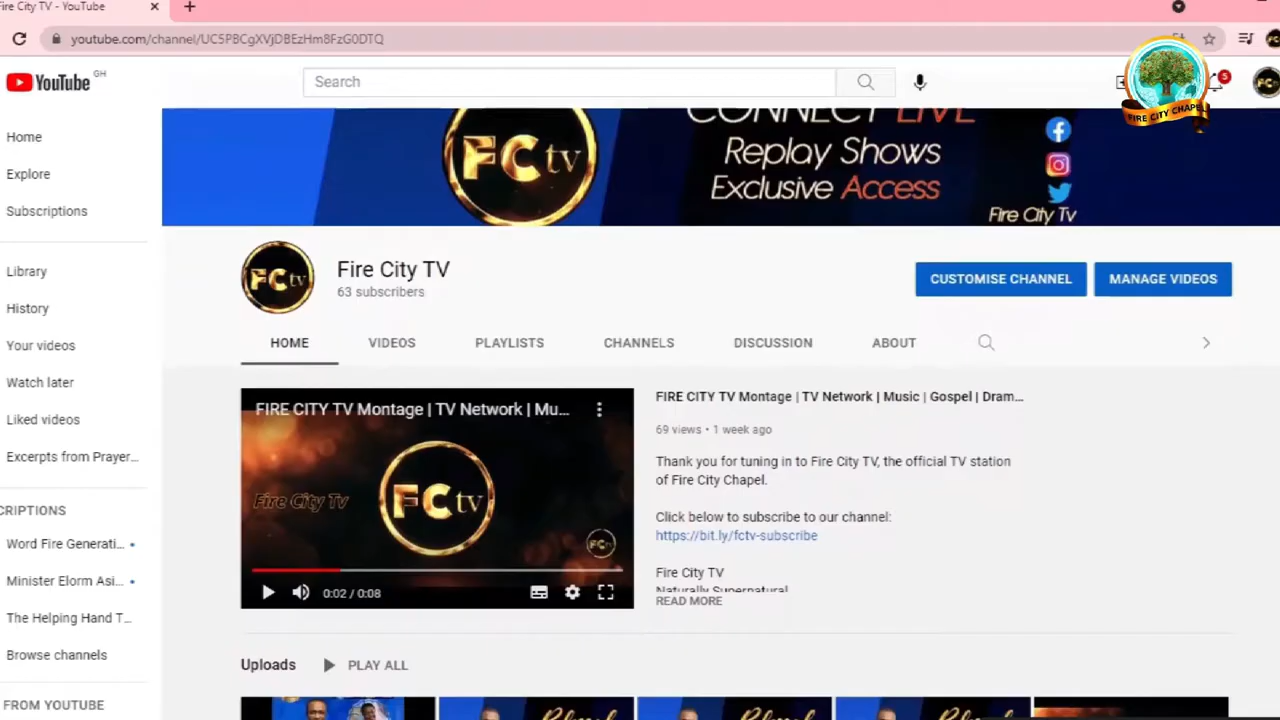 Fire City TV - YouTube
youtube.com/channel/UC5PBCgXVjDBEzHm8FzG0DTQ
YouTube GH
Search
5
FIRE CITY CHAPEL
Home
Explore
Subscriptions
Library
History
Your videos
Watch later
Liked videos
Excerpts from Prayer...
CRIPTIONS
Word Fire Generati...
Minister Elorm Asi...
The Helping Hand T...
Browse channels
FROM YOUTUBE
FCtv
CONNECT LIVE
Replay Shows
Exclusive Access
Fire City Tv
FCtv
Fire City TV
63 subscribers
CUSTOMISE CHANNEL
MANAGE VIDEOS
HOME
VIDEOS
PLAYLISTS
CHANNELS
DISCUSSION
ABOUT
FIRE CITY TV Montage | TV Network | Mu...
Fire City Tv
FCtv
FCtv
0:02 / 0:08
FIRE CITY TV Montage | TV Network | Music | Gospel | Dram...
69 views • 1 week ago
Thank you for tuning in to Fire City TV, the official TV station
of Fire City Chapel.
Click below to subscribe to our channel:
https://bit.ly/fctv-subscribe
Fire City TV
Naturally Supernatural
READ MORE
Uploads
PLAY ALL